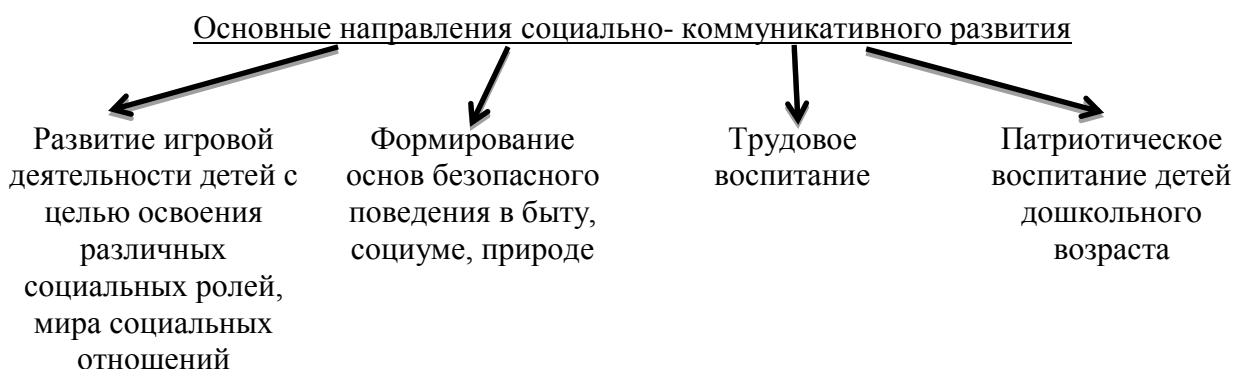 Основные направления социально- коммуникативного развития
Развитие игровой
деятельности детей с
целью освоения
различных
социальных ролей,
мира социальных
отношений
Формирование
основ безопасного
поведения в быту,
социуме, природе
Трудовое
воспитание
Патриотическое
воспитание детей
дошкольного
возраста